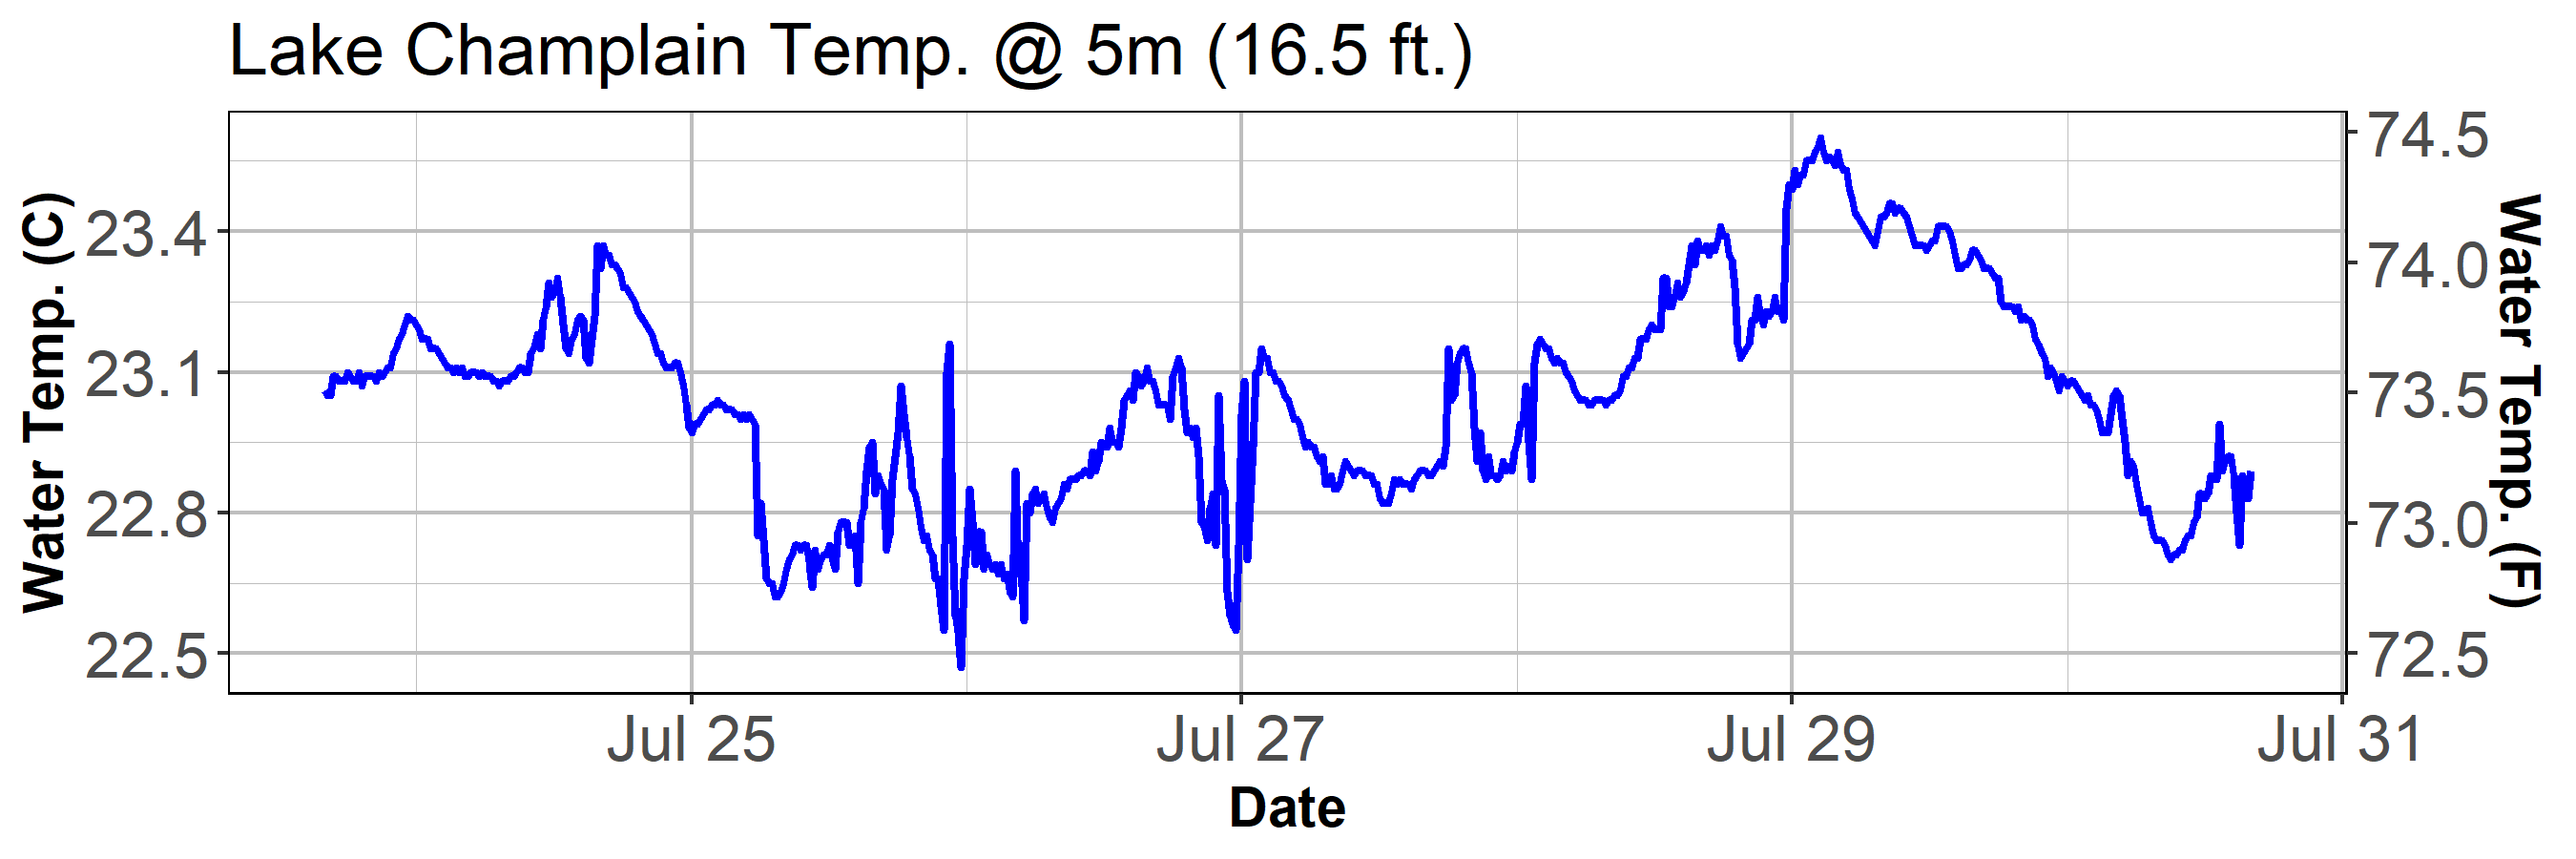 Lake Champlain Temp. @ 5m (16.5 ft.)
Water Temp. (C)
23.4
23.1
22.8
22.5
74.5
74.0
73.5
73.0
72.5
Water Temp. (F)
Jul 25
Jul 27
Jul 29
Jul 31
Date